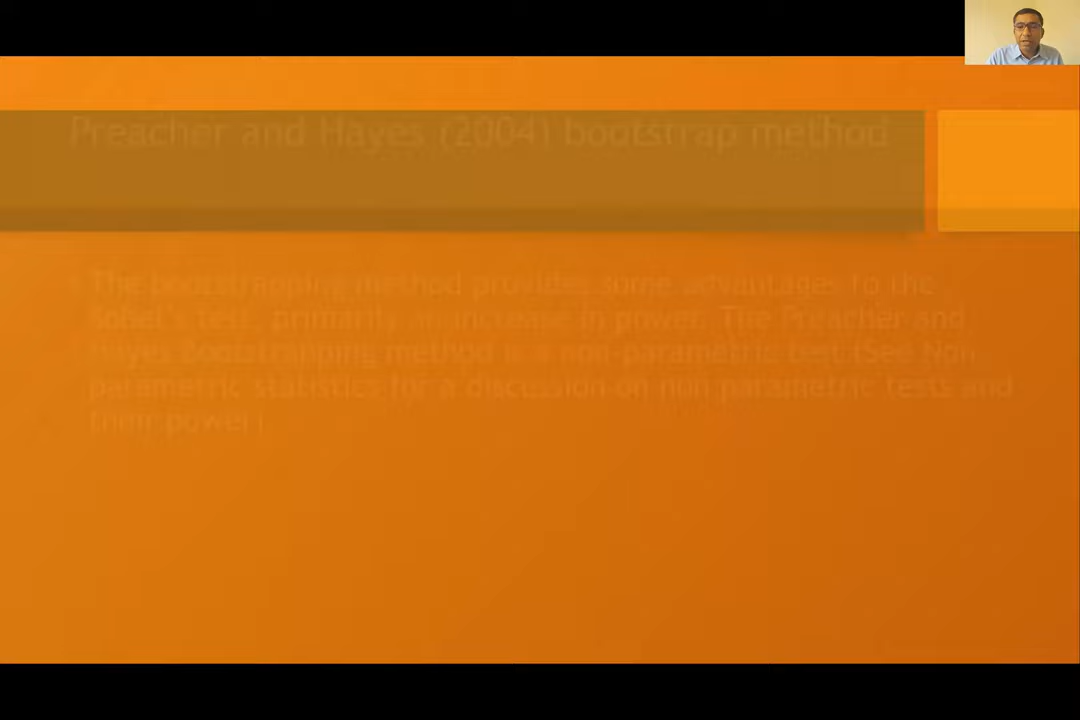 Preacher and Hayes (2004) bootstrap method
The bootstrapping method provides some advantages to the
Sobel's test, primarily an increase in power. The Preacher and
Hayes Bootstrapping method is a non-parametric test (See Non
parametric statistics for a discession on non parametric tests and
their power).